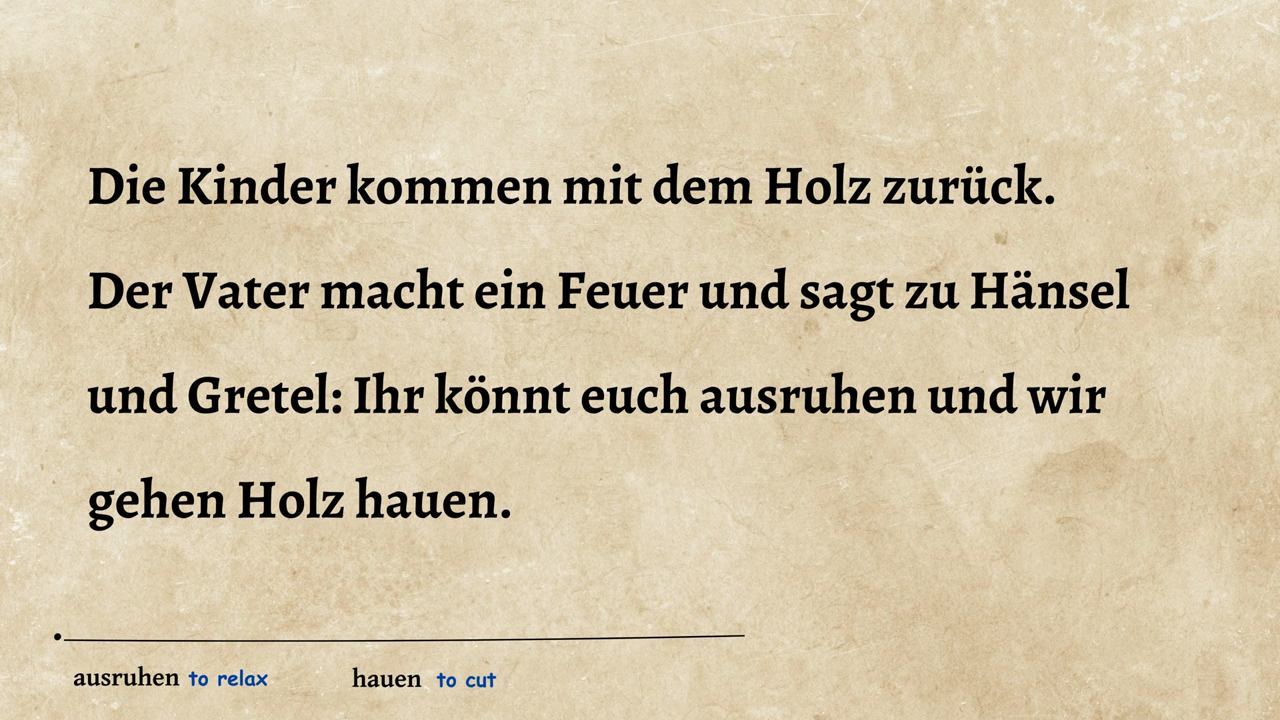 Die Kinder kommen mit dem Holz zurück.
Der Vater macht ein Feuer und sagt zu Hänsel
und Gretel: Ihr könnt euch ausruhen und wir
gehen Holz hauen.
ausruhen to relax hauen to cut